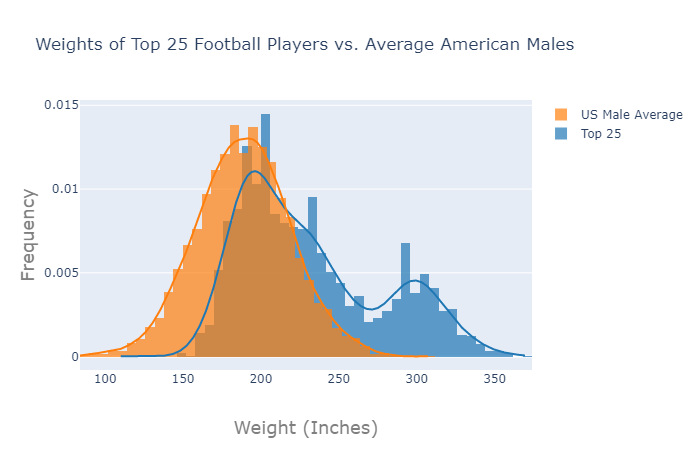 Weights of Top 25 Football Players vs. Average American Males
US Male Average
Top 25
Frequency
0.015
0.01
0.005
0
100 150 200 250 300 350
Weight (Inches)